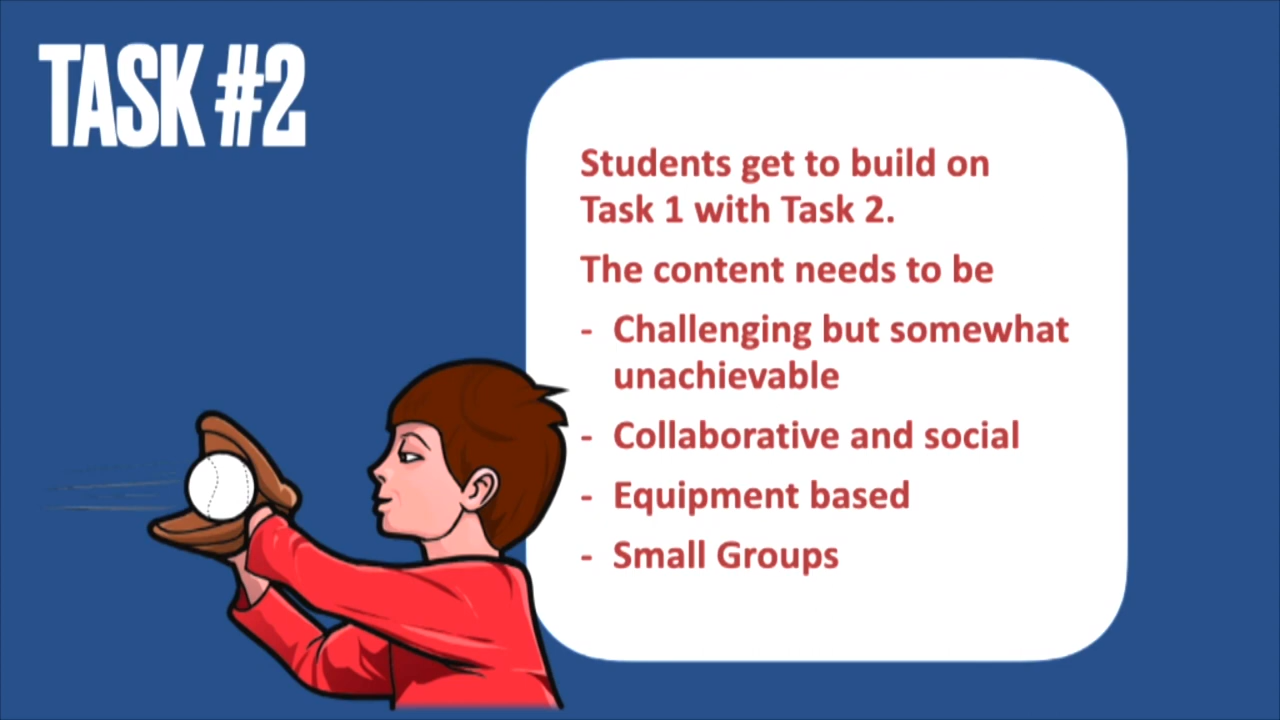 TASK #2
Students get to build on
Task 1 with Task 2.
The content needs to be
- Challenging but somewhat
unachievable
- Collaborative and social
- Equipment based
- Small Groups